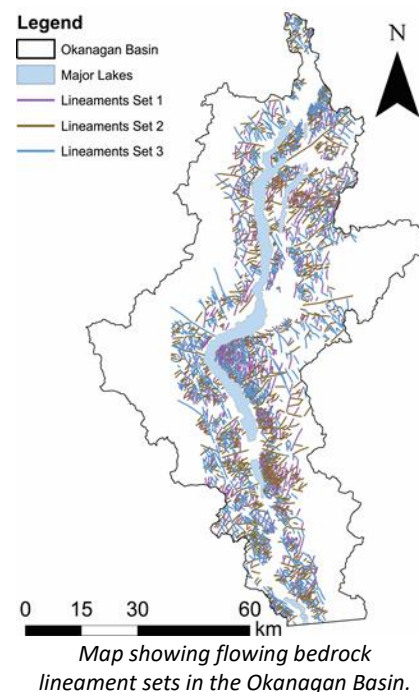 Legend
Okanagan Basin
Major Lakes
Lineaments Set 1
Lineaments Set 2
Lineaments Set 3
N
0 15 30 60
km
Map showing flowing bedrock
lineament sets in the Okanagan Basin.